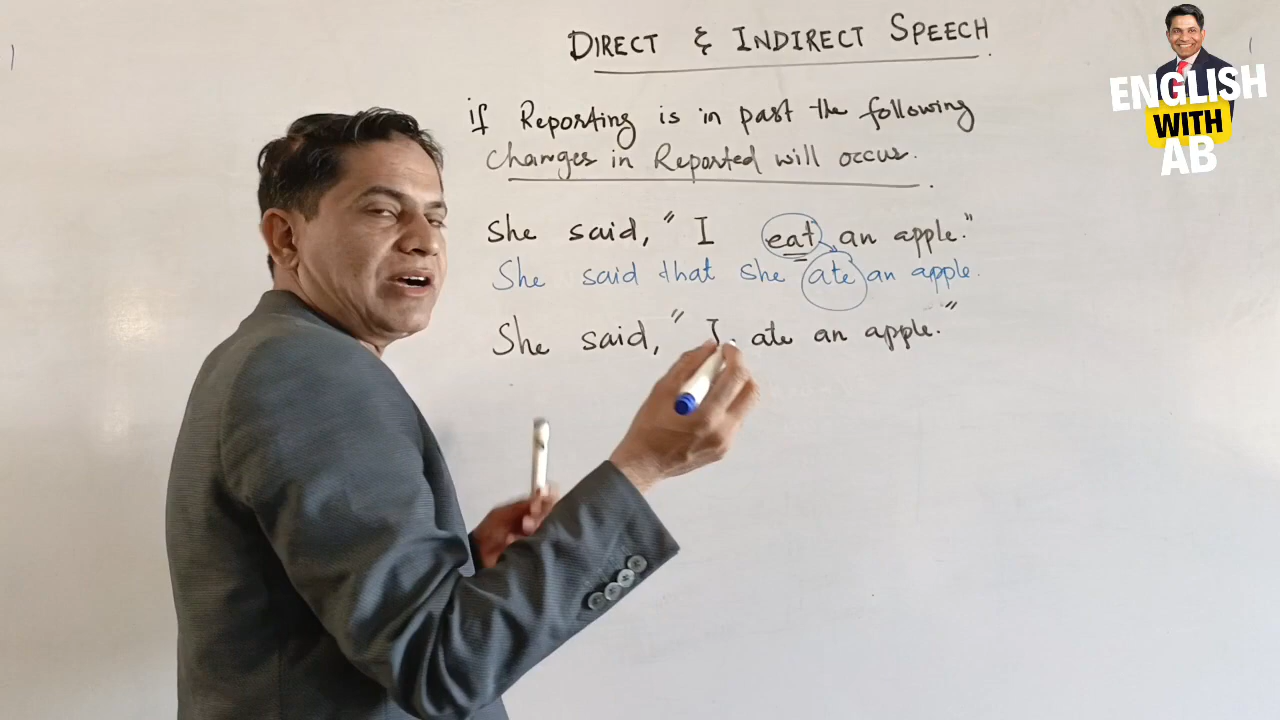 DIRECT & INDIRECT SPEECH
if Reporting is in past the following
changes in Reported will occur.
She said, " I eat an apple."
She said that she ate an apple.
She said, " I ate an apple."
ENGLISH
WITH
AB